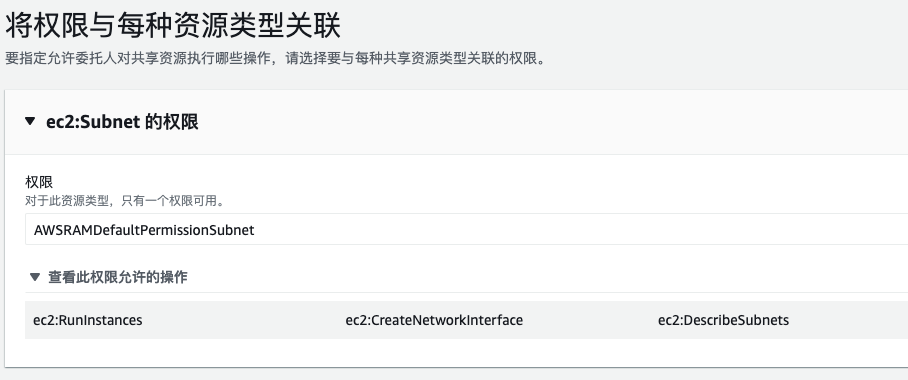 将权限与每种资源类型关联
要指定允许委托人对共享资源执行哪些操作，请选择要与每种共享资源类型关联的权限。
ec2:Subnet 的权限
权限
对于此资源类型，只有一个权限可用。
AWSRAMDefaultPermissionSubnet
查看此权限允许的操作
ec2:RunInstances ec2:CreateNetworkInterface ec2:DescribeSubnets